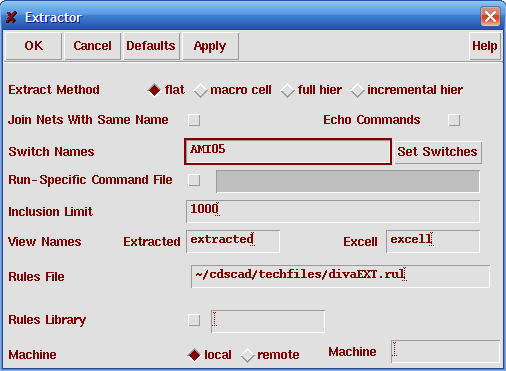 Extractor
OK Cancel Defaults Apply Help
Extract Method flat macro cell full hier incremental hier
Join Nets With Same Name Echo Commands
Switch Names AMI05 Set Switches
Run-Specific Command File
Inclusion Limit 1000
View Names Extracted extracted Excell excell
Rules File ~/cdscad/techfiles/divaEXT.rul
Rules Library
Machine local remote Machine